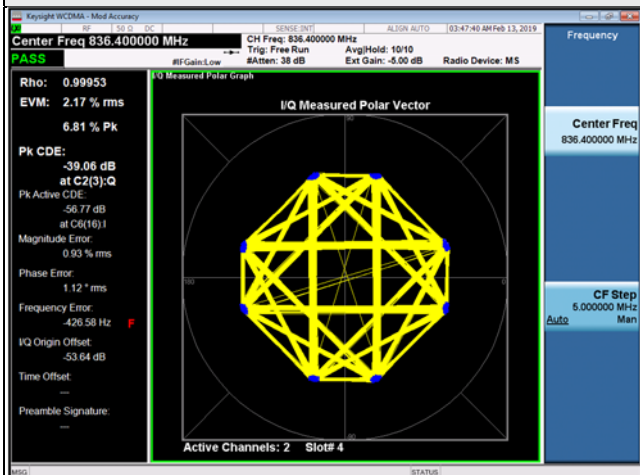 Keysight WCDMA - Mod Accuracy
RF 50 Ω DC SENSE:INT ALIGN AUTO 03:47:40 AM Feb 13, 2019
Center Freq 836.400000 MHz
CH Freq: 836.400000 MHz
Trig: Free Run Avg|Hold: 10/10
PASS
#IFGain:Low #Atten: 38 dB Ext Gain: -5.00 dB Radio Device: MS
Rho: 0.99953
EVM: 2.17 % rms
6.81 % Pk
Pk CDE:
-39.06 dB
at C2(3):Q
Pk Active CDE:
-56.77 dB
at C6(16):I
Magnitude Error:
0.93 % rms
Phase Error:
1.12 ° rms
Frequency Error:
-426.58 Hz F
I/Q Origin Offset:
-53.64 dB
Time Offset:
---
Preamble Signature:
---
I/Q Measured Polar Graph
I/Q Measured Polar Vector
90
180
0
-90
Active Channels: 2 Slot# 4
Frequency
Center Freq
836.400000 MHz
CF Step
5.000000 MHz
Auto Man
MSG STATUS